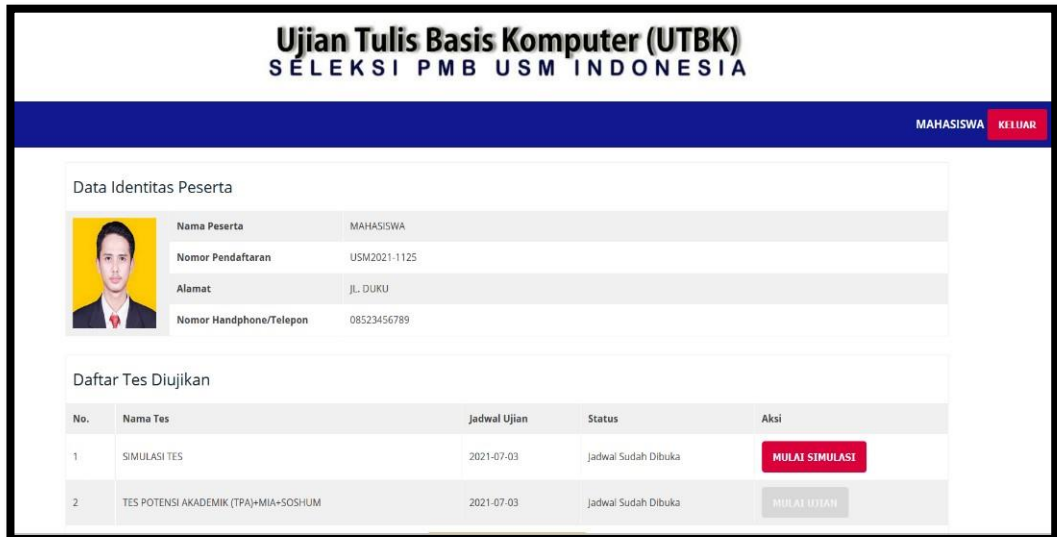 Ujian Tulis Basis Komputer (UTBK)
SELEKSI PMB USM INDONESIA
MAHASISWA KELUAR
Data Identitas Peserta
Nama Peserta MAHASISWA
Nomor Pendaftaran USM2021-1125
Alamat JL. DUKU
Nomor Handphone/Telepon 08523456789
Daftar Tes Diujikan
No. Nama Tes Jadwal Ujian Status Aksi
1 SIMULASI TES 2021-07-03 Jadwal Sudah Dibuka MULAI SIMULASI
2 TES POTENSI AKADEMIK (TPA)+MIA+SOSHUM 2021-07-03 Jadwal Sudah Dibuka MULAI UJIAN